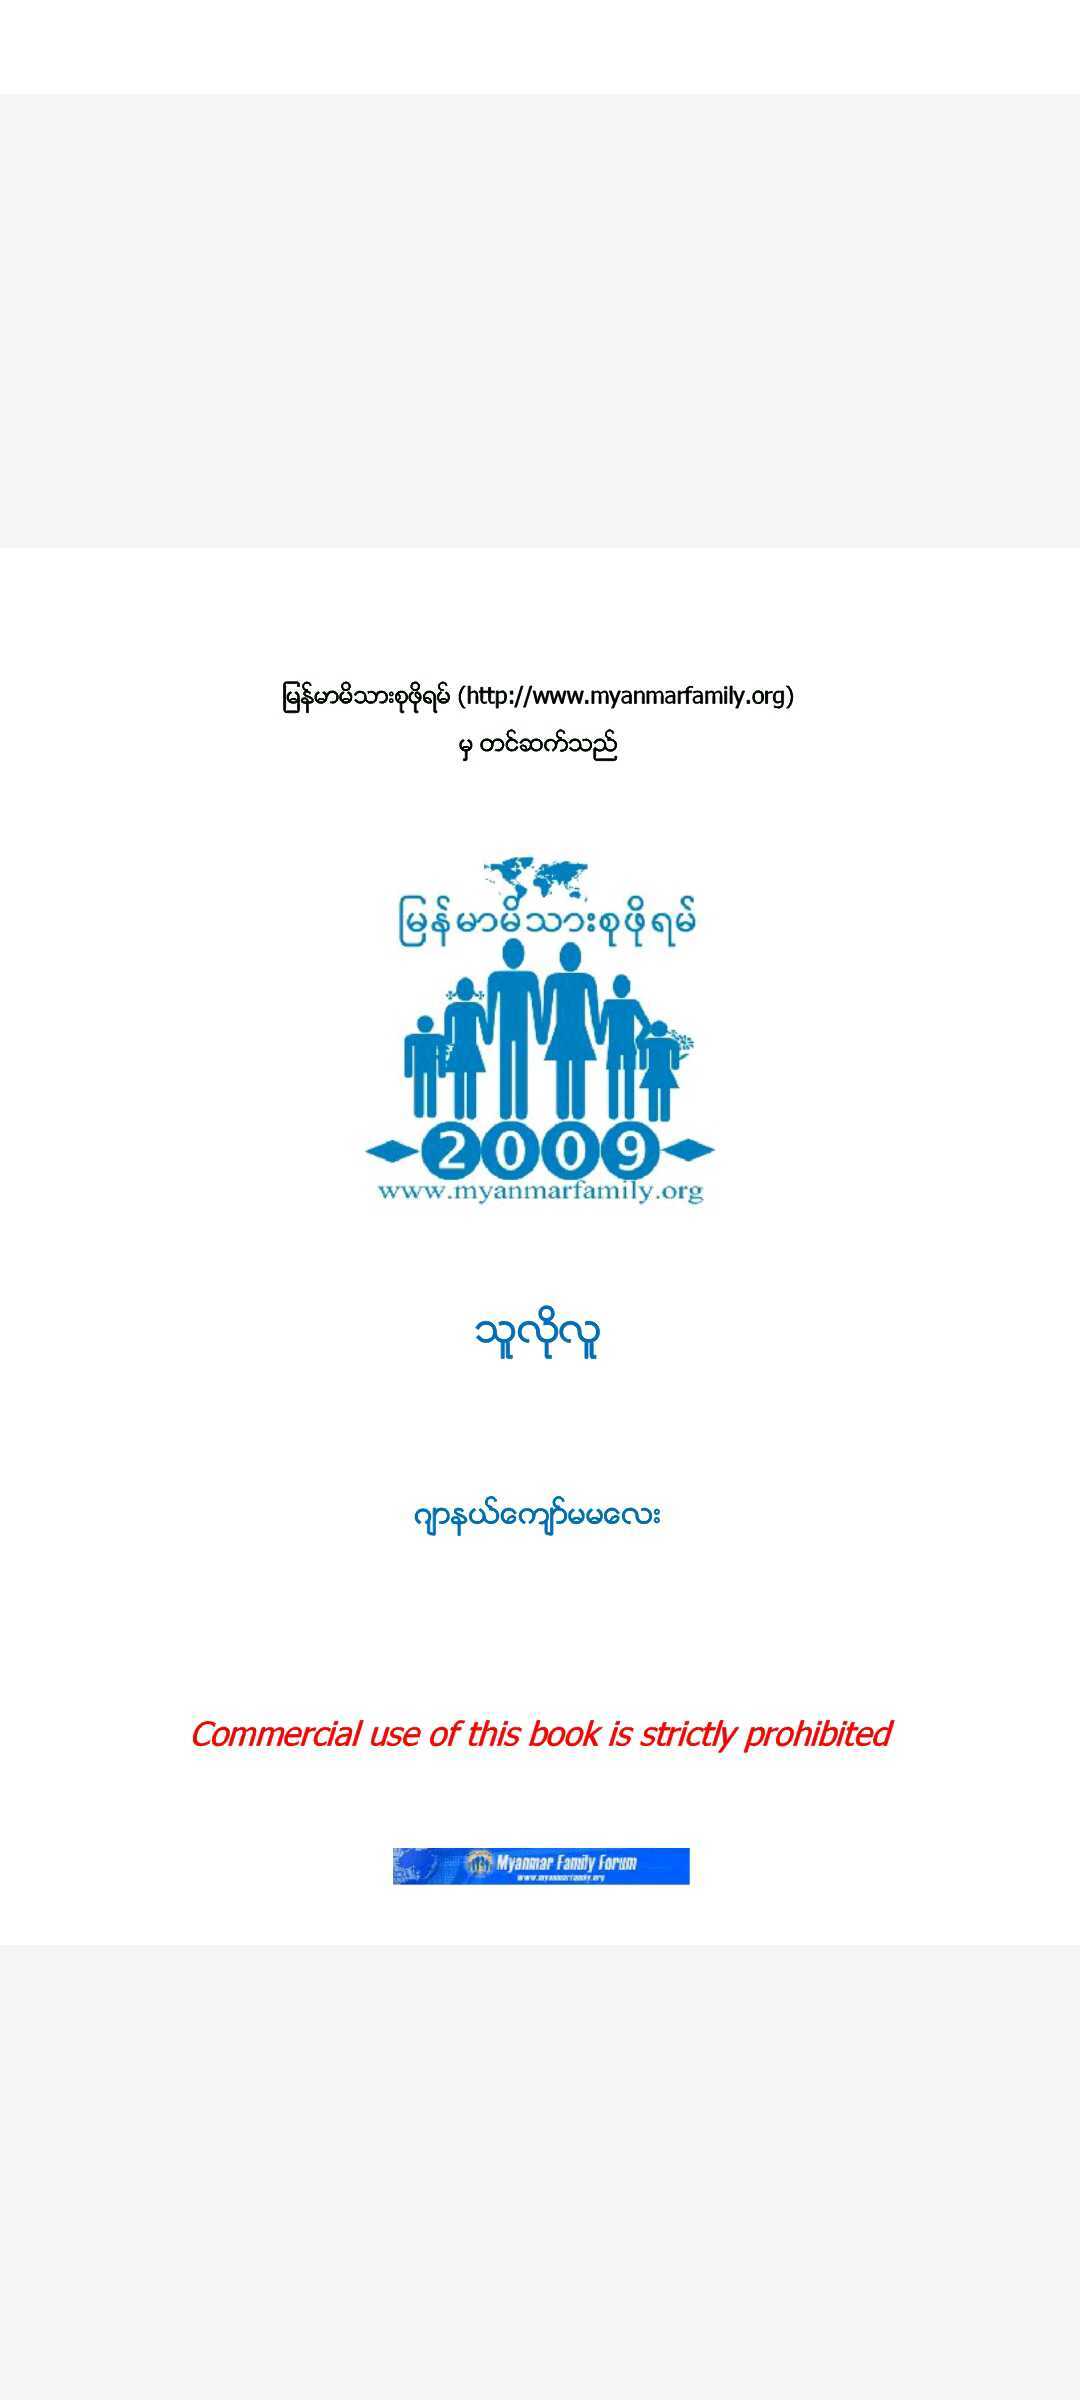 မြန်မာမိသားစုဖိုရမ် (http://www.myanmarfamily.org)
မှ တင်ဆက်သည်
မြန်မာမိသားစုဖိုရမ်
2009
www.myanmarfamily.org
သူလိုလူ
ဂျာနယ်ကျော်မမလေး
Commercial use of this book is strictly prohibited
Myanmar Family Forum
www.myanmarfamily.org